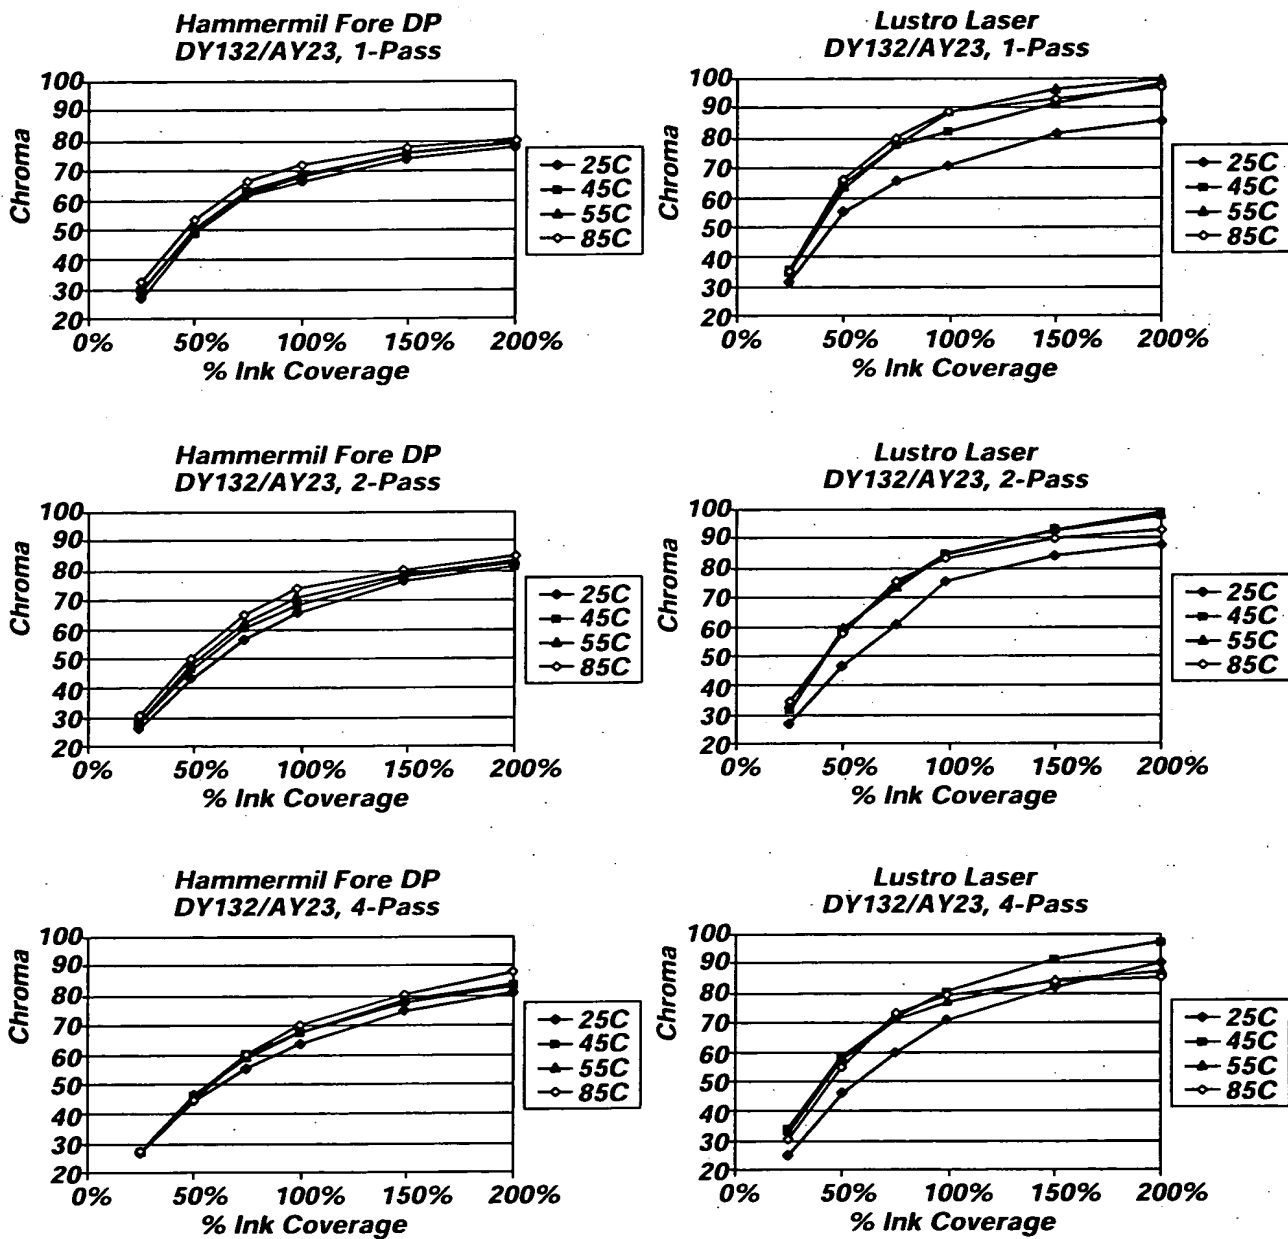 Hammermil Fore DP
DY132/AY23, 1-Pass
100
90
80
70
60
50
40
30
20
Chroma
0% 50% 100% 150% 200%
% Ink Coverage
25C
45C
55C
85C
Lustro Laser
DY132/AY23, 1-Pass
100
90
80
70
60
50
40
30
20
Chroma
0% 50% 100% 150% 200%
% Ink Coverage
25C
45C
55C
85C
Hammermil Fore DP
DY132/AY23, 2-Pass
100
90
80
70
60
50
40
30
20
Chroma
0% 50% 100% 150% 200%
% Ink Coverage
25C
45C
55C
85C
Lustro Laser
DY132/AY23, 2-Pass
100
90
80
70
60
50
40
30
20
Chroma
0% 50% 100% 150% 200%
% Ink Coverage
25C
45C
55C
85C
Hammermil Fore DP
DY132/AY23, 4-Pass
100
90
80
70
60
50
40
30
20
Chroma
0% 50% 100% 150% 200%
% Ink Coverage
25C
45C
55C
85C
Lustro Laser
DY132/AY23, 4-Pass
100
90
80
70
60
50
40
30
20
Chroma
0% 50% 100% 150% 200%
% Ink Coverage
25C
45C
55C
85C